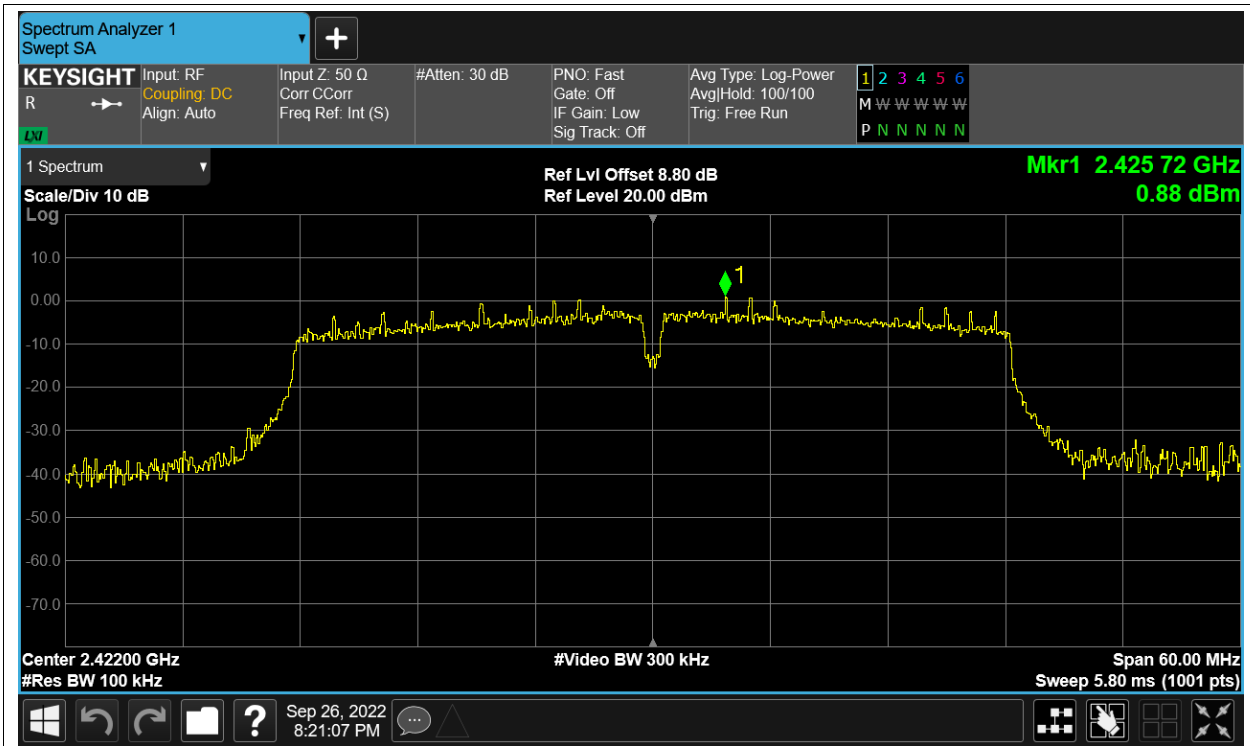 Spectrum Analyzer 1
Swept SA
KEYSIGHT
R
LXI
Input: RF
Coupling: DC
Align: Auto
Input Z: 50 Ω
Corr CCorr
Freq Ref: Int (S)
#Atten: 30 dB
PNO: Fast
Gate: Off
IF Gain: Low
Sig Track: Off
Avg Type: Log-Power
Avg|Hold: 100/100
Trig: Free Run
1 2 3 4 5 6
M W W W W W
P N N N N N
1 Spectrum
Scale/Div 10 dB
Log
Ref Lvl Offset 8.80 dB
Ref Level 20.00 dBm
Mkr1 2.425 72 GHz
0.88 dBm
10.0
0.00
-10.0
-20.0
-30.0
-40.0
-50.0
-60.0
-70.0
1
Center 2.42200 GHz
#Res BW 100 kHz
#Video BW 300 kHz
Span 60.00 MHz
Sweep 5.80 ms (1001 pts)
?
Sep 26, 2022
8:21:07 PM